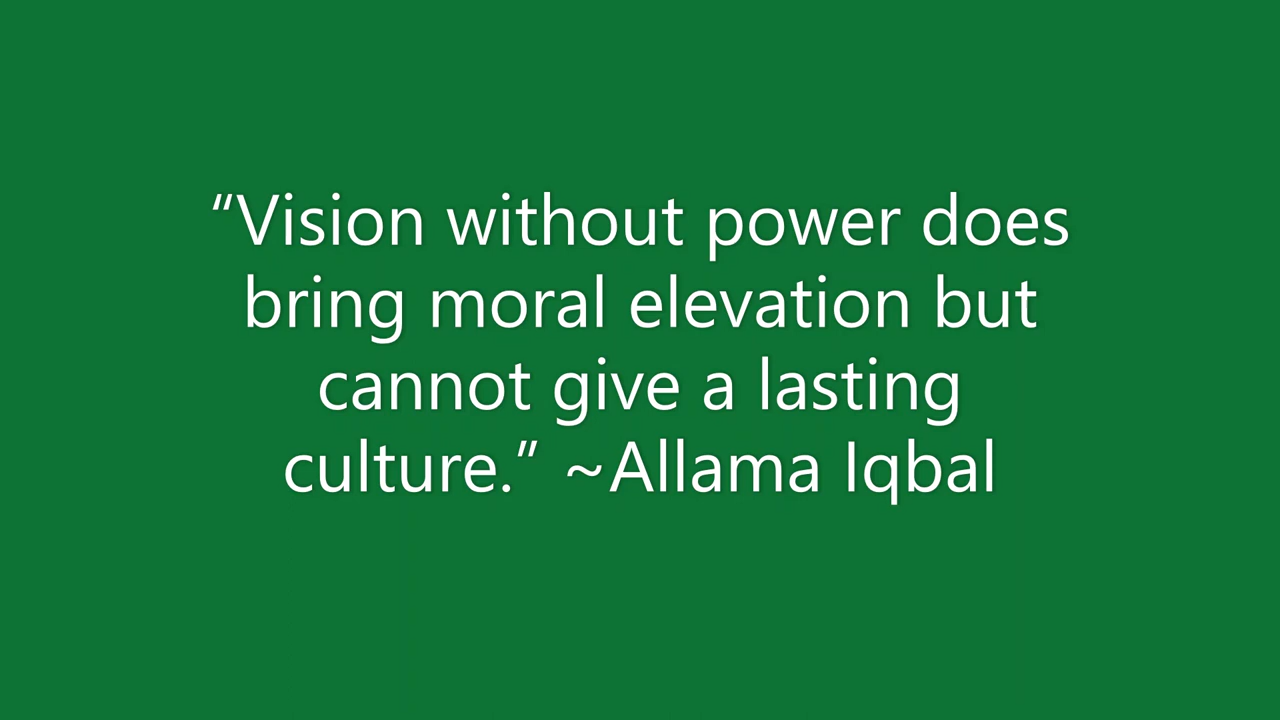 “Vision without power does
bring moral elevation but
cannot give a lasting
culture.” ~Allama Iqbal